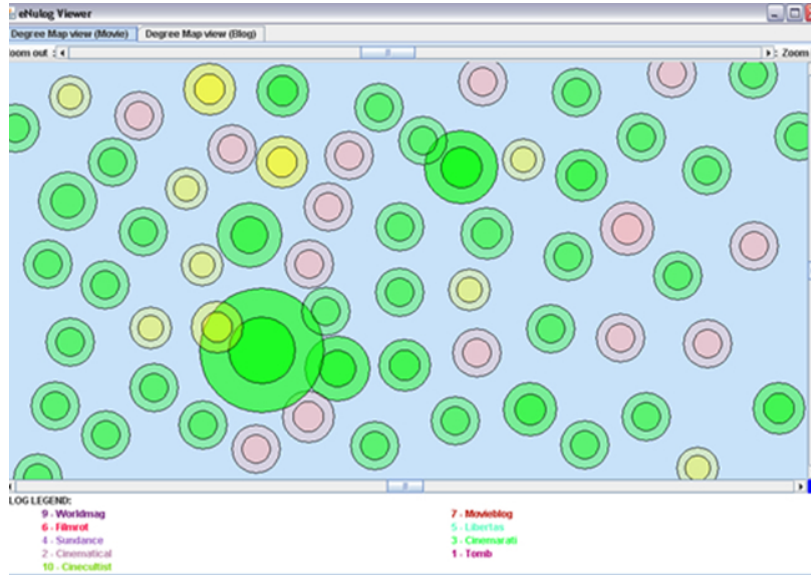 eNulog Viewer
Degree Map view (Movie) Degree Map view (Blog)
oom out : : Zoom
LOG LEGEND:
9 - Worldmag 7 - Movieblog
6 - Filmrot 5 - Libertas
4 - Sundance 3 - Cinemarati
2 - Cinematical 1 - Tomb
10 - Cinecultist